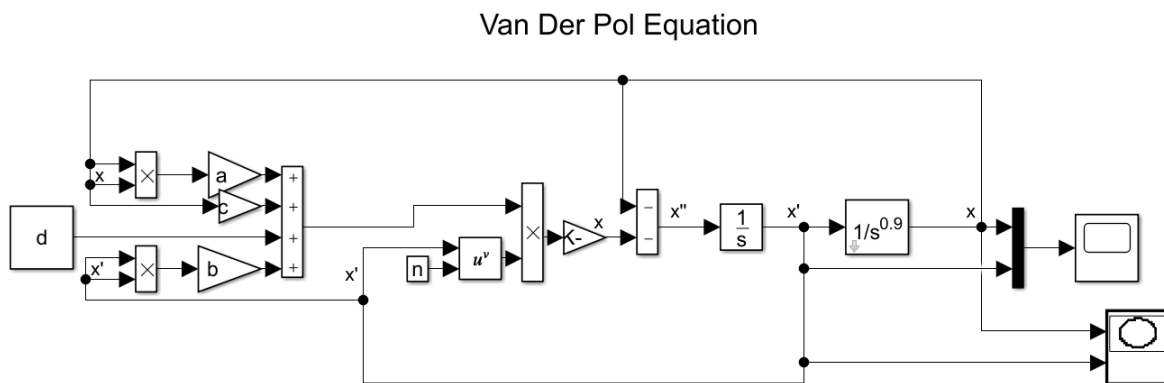 Van Der Pol Equation
x
×
a
c
d
x'
×
b
+
+
+
+
x'
n
u^v
×
K-
x
−
−
x''
1
s
x'
1/s^0.9
x